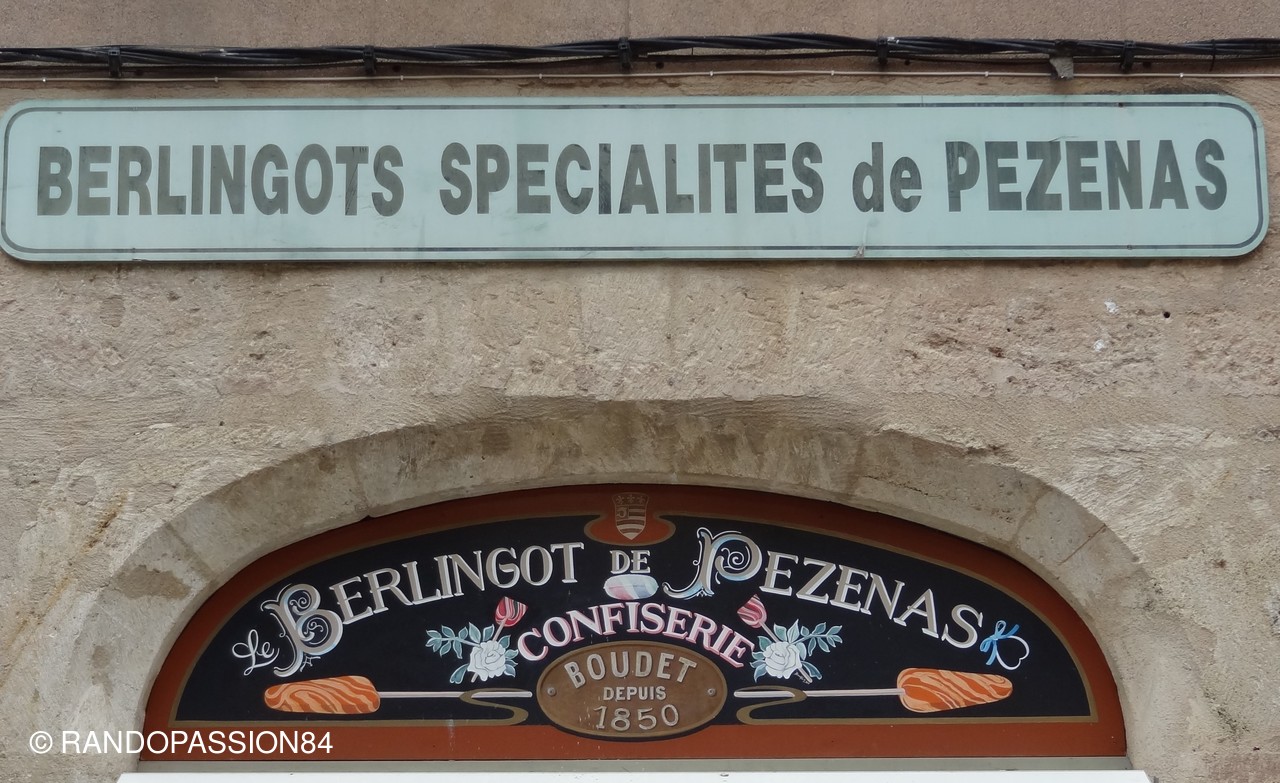 BERLINGOTS SPECIALITES de PEZENAS
Le BERLINGOT DE PEZENAS
CONFISERIE
BOUDET
DEPUIS
1850
© RANDOPASSION84